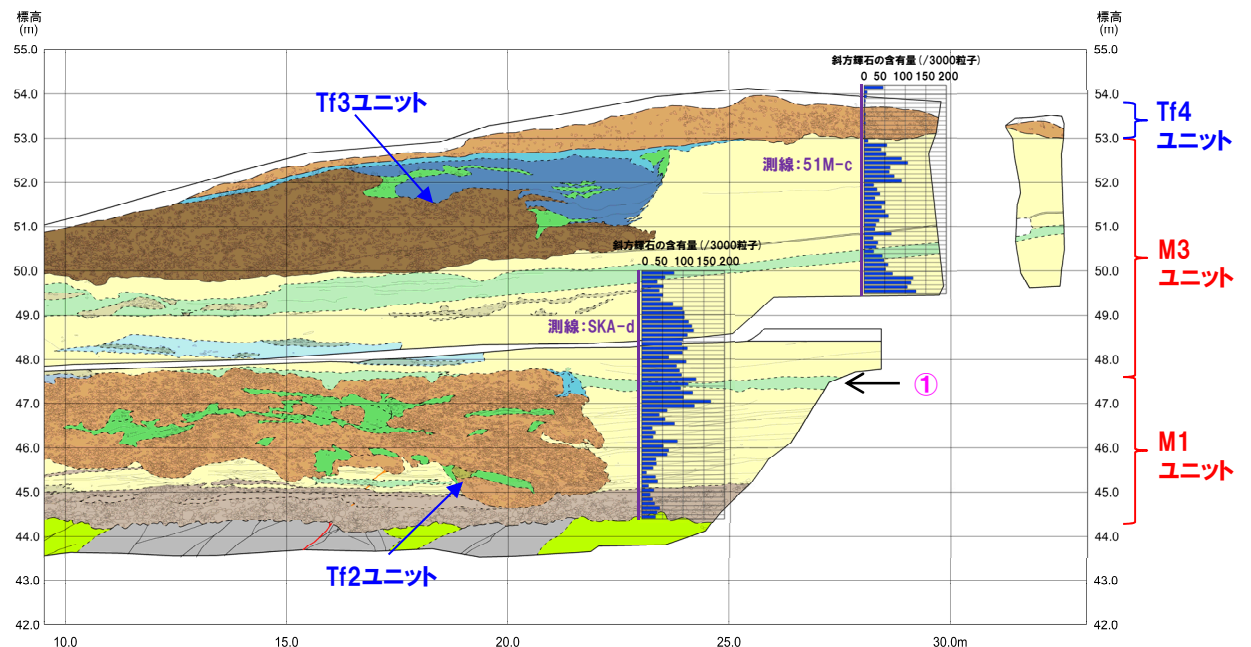 標高
(m)
標高
(m)
55.0
54.0
53.0
52.0
51.0
50.0
49.0
48.0
47.0
46.0
45.0
44.0
43.0
42.0
斜方輝石の含有量(/3000粒子)
0 50 100 150 200
Tf3ユニット
測線:51M-c
斜方輝石の含有量(/3000粒子)
0 50 100 150 200
測線:SKA-d
①
Tf2ユニット
55.0
54.0
53.0
52.0
51.0
50.0
49.0
48.0
47.0
46.0
45.0
44.0
43.0
42.0
Tf4
ユニット
M3
ユニット
M1
ユニット
10.0
15.0
20.0
25.0
30.0m